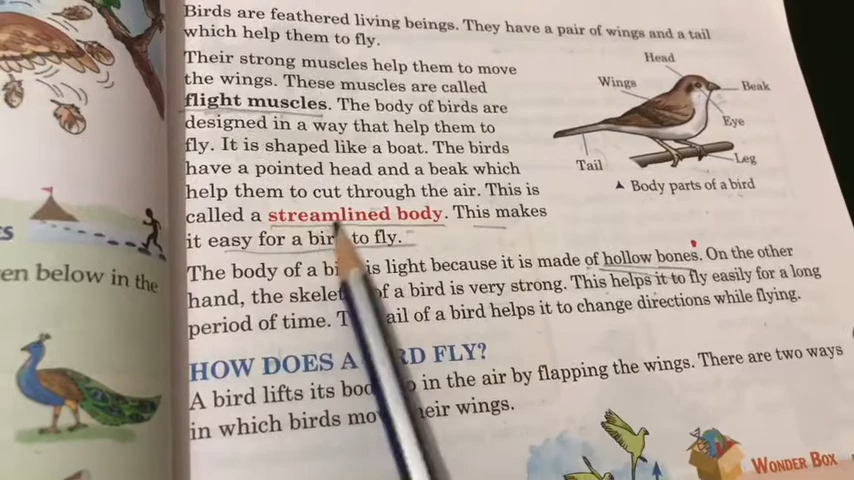 Birds are feathered living beings. They have a pair of wings and a tail
which help them to fly.
Their strong muscles help them to move
the wings. These muscles are called
flight muscles. The body of birds are
designed in a way that help them to
fly. It is shaped like a boat. The birds
have a pointed head and a beak which
help them to cut through the air. This is
called a streamlined body. This makes
it easy for a bird to fly.
Head
Wings
Beak
Eye
Tail
Leg
▲ Body parts of a bird
The body of a bi is light because it is made of hollow bones. On the other
hand, the skelet of a bird is very strong. This helps it to fly easily for a long
period of time. T ail of a bird helps it to change directions while flying.
HOW DOES A RD FLY?
A bird lifts its bod in the air by flapping the wings. There are two ways
in which birds mov their wings.
WONDER BOX
en below in the